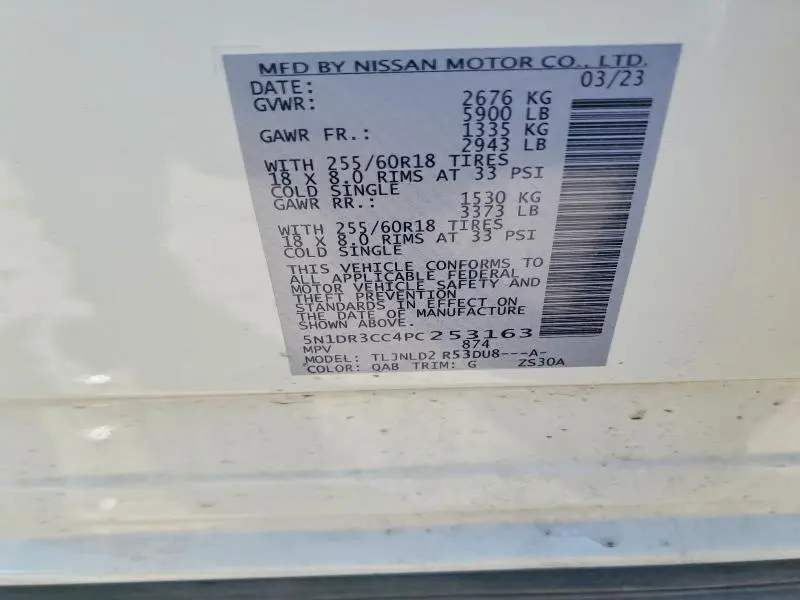 MFD BY NISSAN MOTOR CO., LTD.
DATE: 03/23
GVWR: 2676 KG
5900 LB
GAWR FR.: 1335 KG
2943 LB
WITH 255/60R18 TIRES
18 X 8.0 RIMS AT 33 PSI
COLD SINGLE
GAWR RR.: 1530 KG
3373 LB
WITH 255/60R18 TIRES
18 X 8.0 RIMS AT 33 PSI
COLD SINGLE
THIS VEHICLE CONFORMS TO
ALL APPLICABLE FEDERAL
MOTOR VEHICLE SAFETY AND
THEFT PREVENTION
STANDARDS IN EFFECT ON
THE DATE OF MANUFACTURE
SHOWN ABOVE.
5N1DR3CC4PC253163
MPV 874
MODEL: TLJNLD2 R53DU8---A-
COLOR: QAB TRIM: G ZS30A